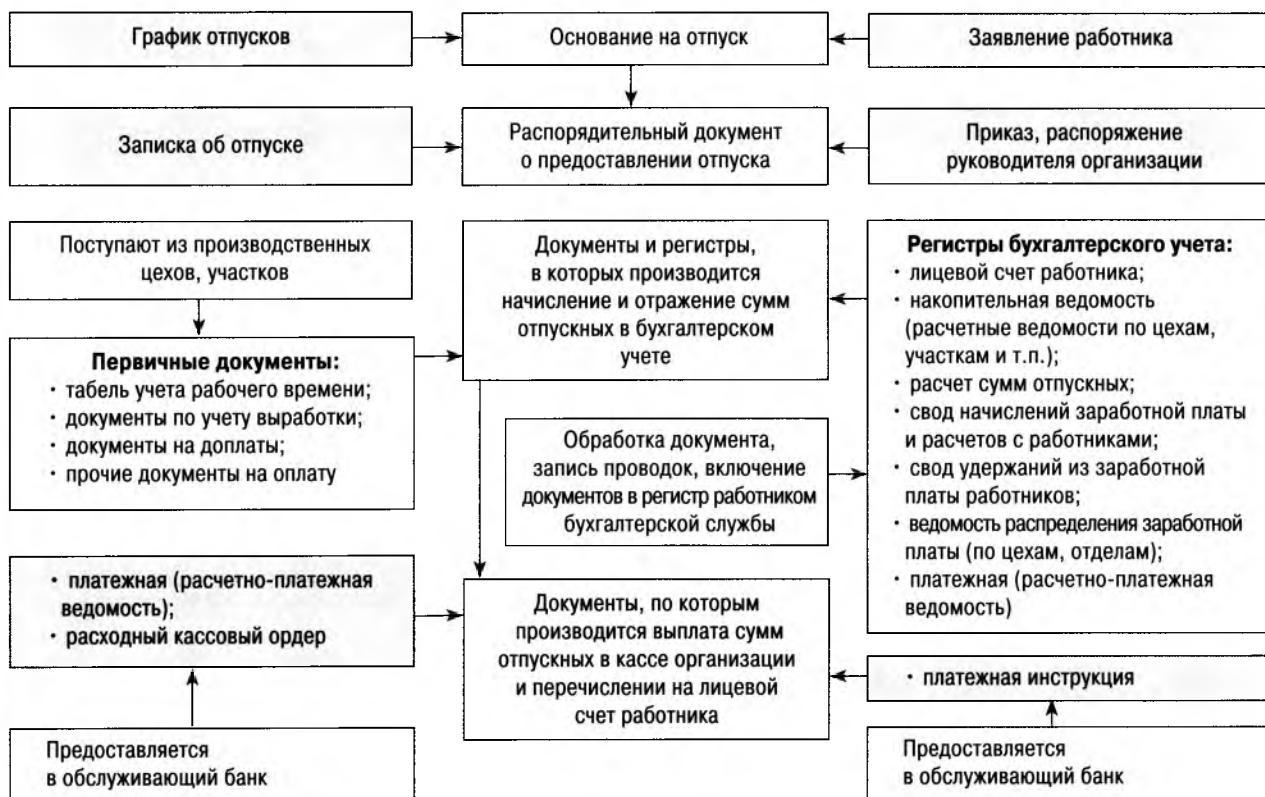 График отпусков
Основание на отпуск
Заявление работника
Записка об отпуске
Распорядительный документ
о предоставлении отпуска
Приказ, распоряжение
руководителя организации
Поступают из производственных
цехов, участков
Документы и регистры,
в которых производится
начисление и отражение сумм
отпускных в бухгалтерском
учете
Регистры бухгалтерского учета:
· лицевой счет работника;
· накопительная ведомость
(расчетные ведомости по цехам,
участкам и т.п.);
· расчет сумм отпускных;
· свод начислений заработной платы
и расчетов с работниками;
· свод удержаний из заработной
платы работников;
· ведомость распределения заработной
платы (по цехам, отделам);
· платежная (расчетно-платежная
ведомость)
Первичные документы:
· табель учета рабочего времени;
· документы по учету выработки;
· документы на доплаты;
· прочие документы на оплату
Обработка документа,
запись проводок, включение
документов в регистр работником
бухгалтерской службы
· платежная (расчетно-платежная
ведомость);
· расходный кассовый ордер
Документы, по которым
производится выплата сумм
отпускных в кассе организации
и перечислении на лицевой
счет работника
· платежная инструкция
Предоставляется
в обслуживающий банк
Предоставляется
в обслуживающий банк